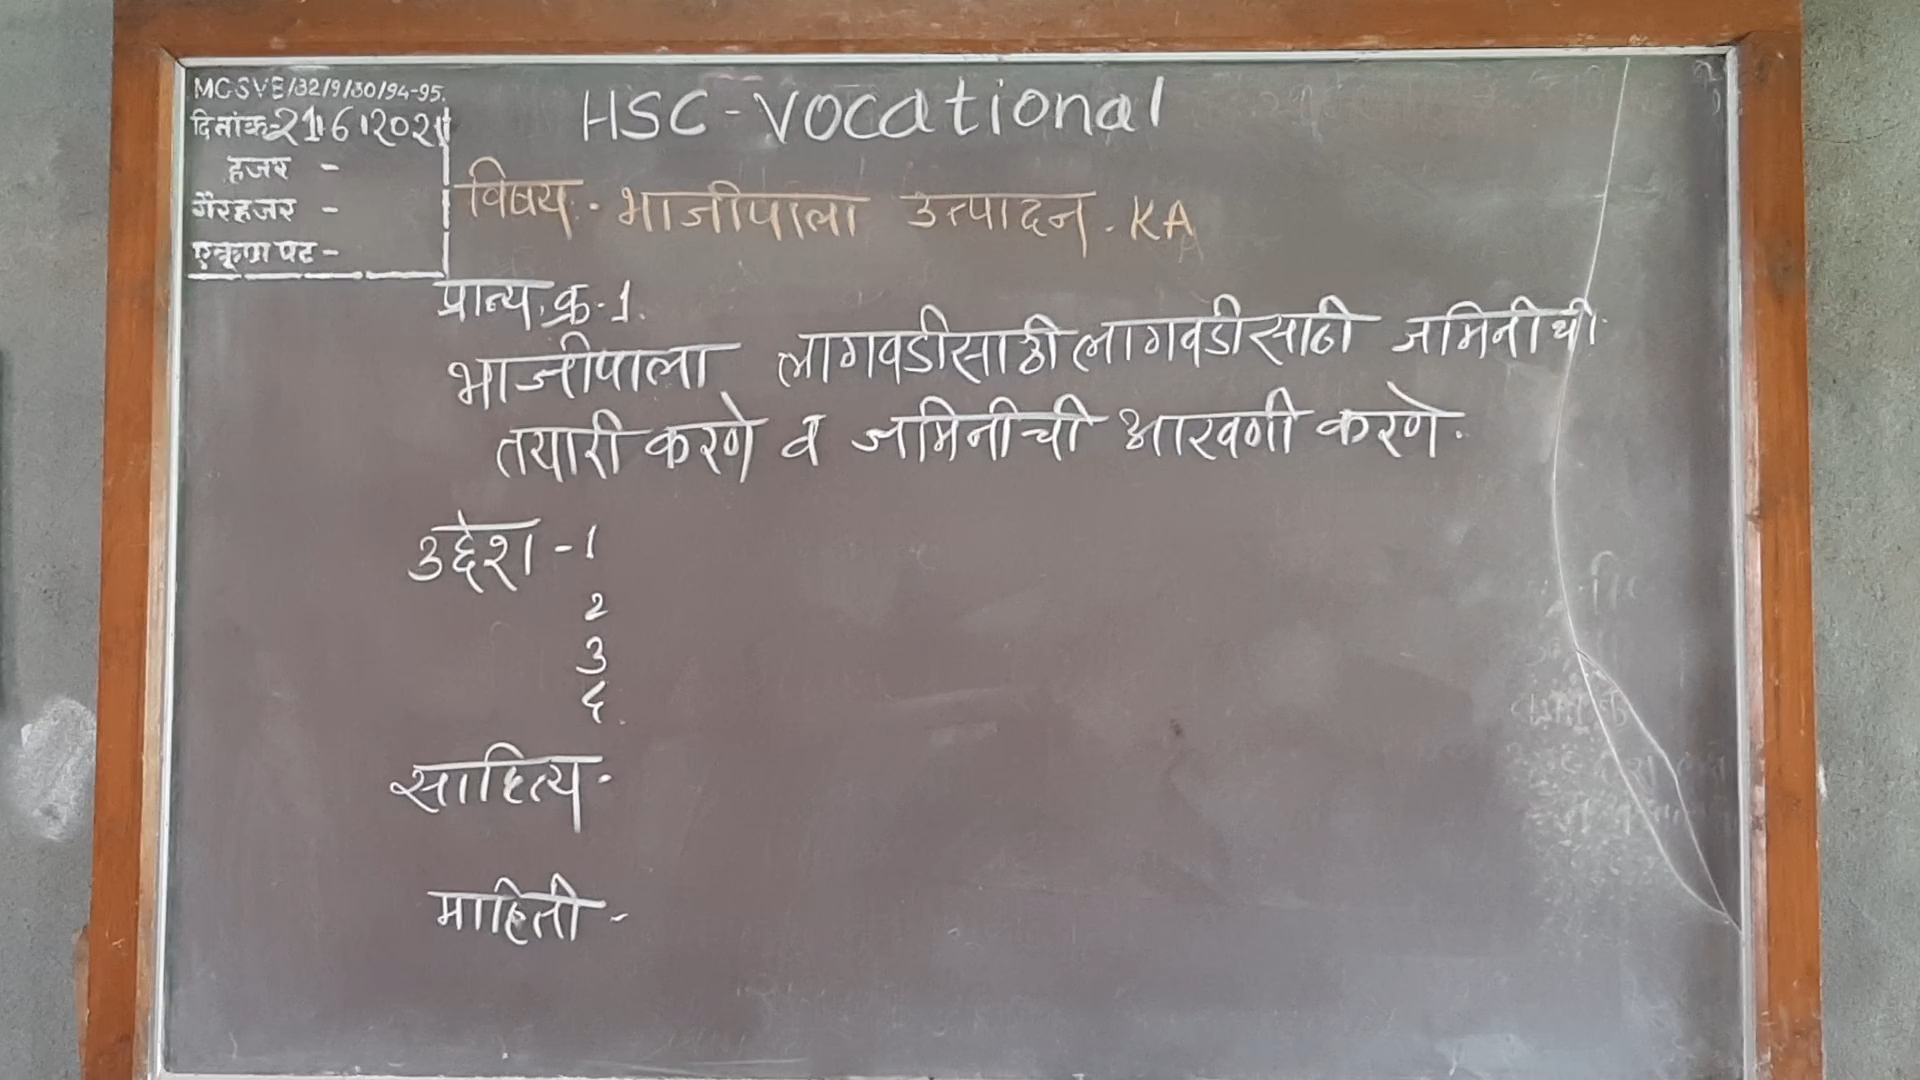 MCSVE/32/9/30/94-95.
दिनांक-21।6।2021
हजर -
गैरहजर -
एकूण पट -
HSC-Vocational
विषय:- भाजीपाला उत्पादन - KA
प्रात्य. क्र. - 1.
भाजीपाला लागवडीसाठी लागवडीसाठी जमिनीची
तयारी करणे व जमिनीची आखणी करणे.
उद्देश - 1
2
3
६.
साहित्य -
माहिती -